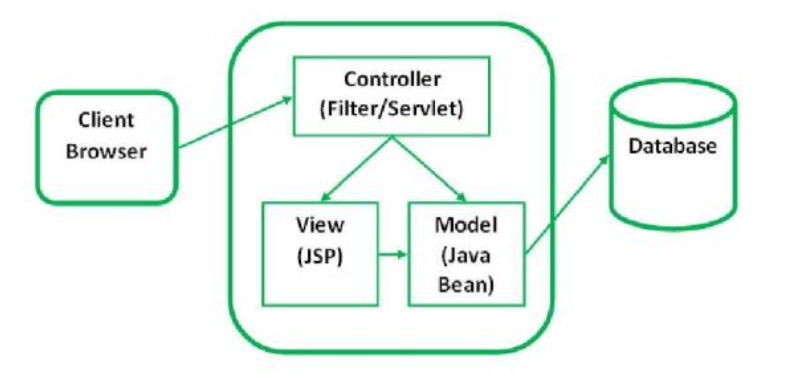 Client
Browser
Controller
(Filter/Servlet)
View
(JSP)
Model
(Java
Bean)
Database